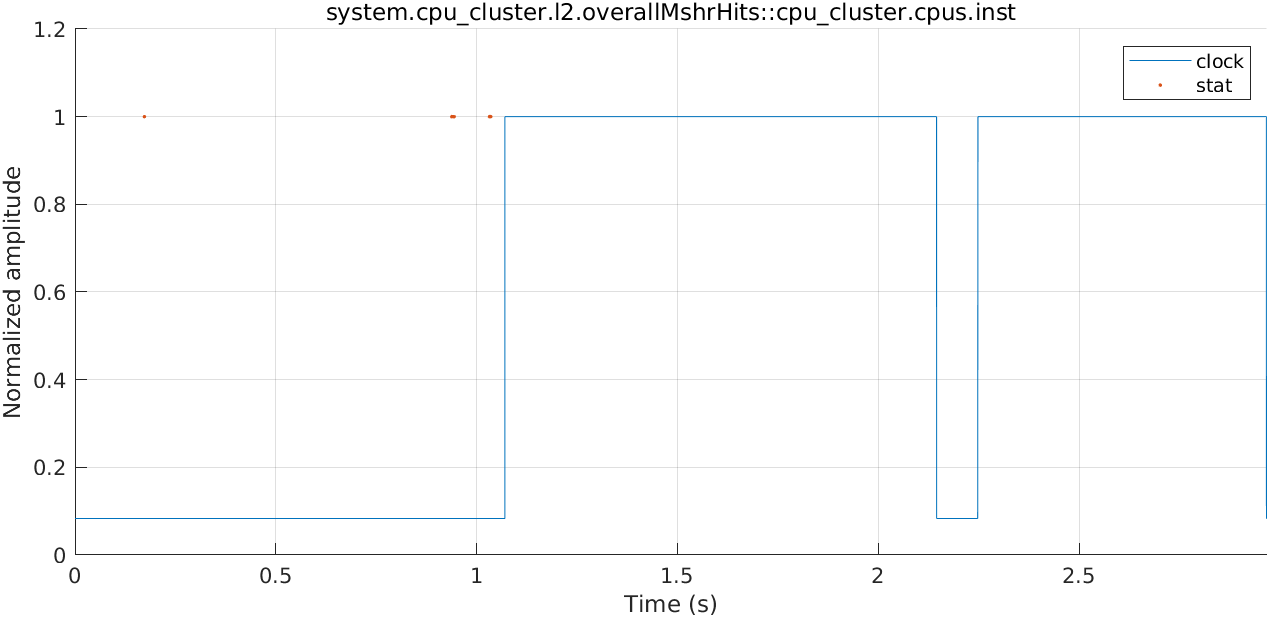 system.cpu_cluster.l2.overallMshrHits::cpu_cluster.cpus.inst
1.2
1
0.8
0.6
0.4
0.2
0
Normalized amplitude
clock
stat
0
0.5
1
1.5
2
2.5
Time (s)